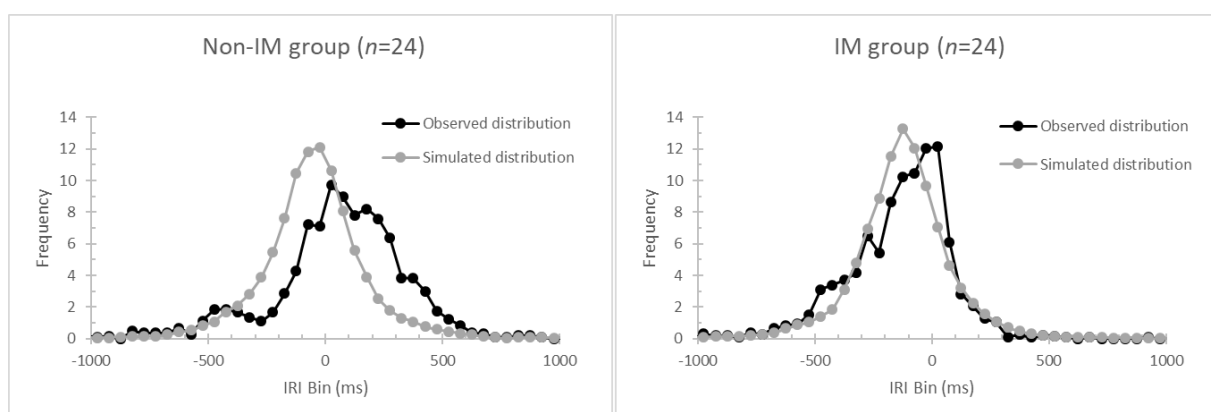 Non-IM group (n=24)
Observed distribution
Simulated distribution
Frequency
14
12
10
8
6
4
2
0
-1000
-500
0
500
1000
IRI Bin (ms)
IM group (n=24)
Observed distribution
Simulated distribution
Frequency
14
12
10
8
6
4
2
0
-1000
-500
0
500
1000
IRI Bin (ms)